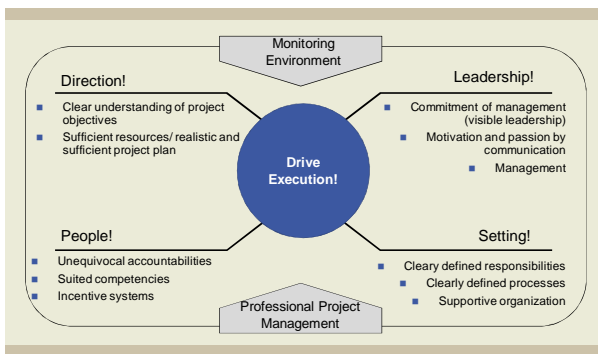 Monitoring
Environment
Direction!
Clear understanding of project
objectives
Sufficient resources/ realistic and
sufficient project plan
Leadership!
Commitment of management
(visible leadership)
Motivation and passion by
communication
Management
Drive
Execution!
People!
Unequivocal accountabilities
Suited competencies
Incentive systems
Setting!
Cleary defined responsibilities
Clearly defined processes
Supportive organization
Professional Project
Management